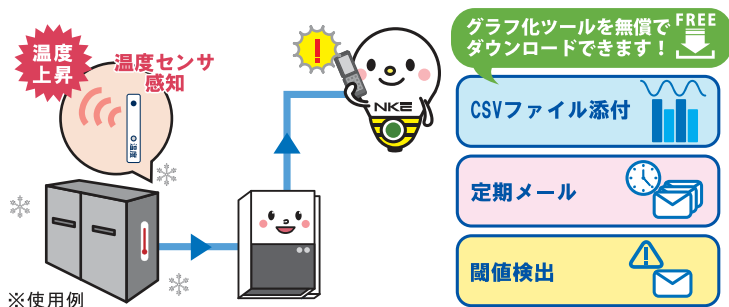 温度
上昇
温度センサ
感知
温度
NKE
※使用例
グラフ化ツールを無償で
ダウンロードできます！
FREE
CSVファイル添付
定期メール
閾値検出